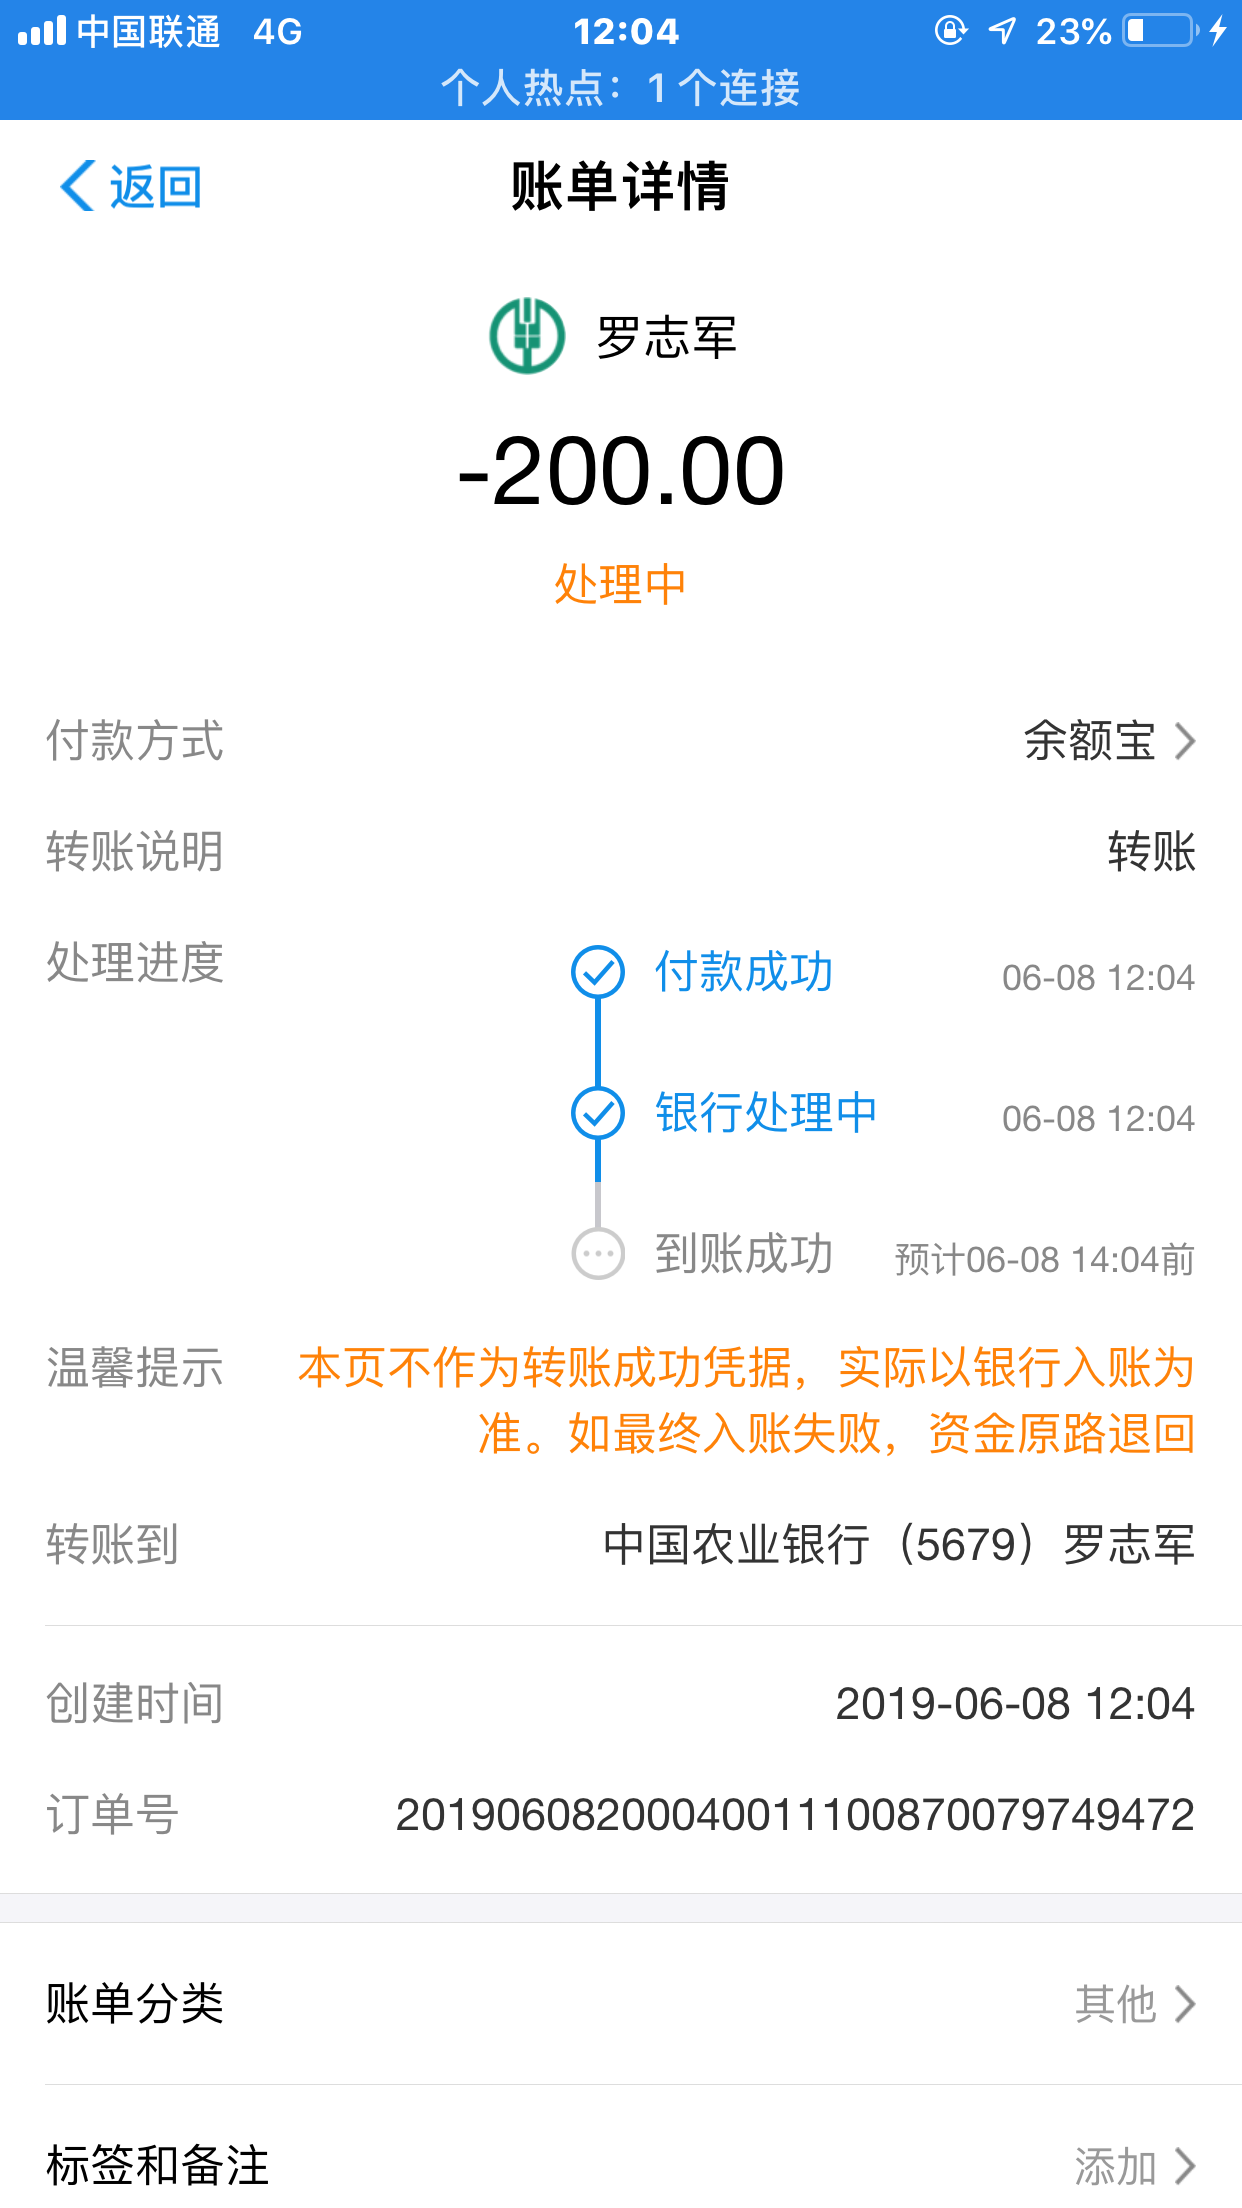 中国联通 4G 12:04 23%
个人热点：1 个连接
返回 账单详情
罗志军
-200.00
处理中
付款方式 余额宝
转账说明 转账
处理进度 付款成功 06-08 12:04
银行处理中 06-08 12:04
到账成功 预计06-08 14:04前
温馨提示 本页不作为转账成功凭据，实际以银行入账为
准。如最终入账失败，资金原路退回
转账到 中国农业银行（5679）罗志军
创建时间 2019-06-08 12:04
订单号 20190608200040011100870079749472
账单分类 其他
标签和备注 添加